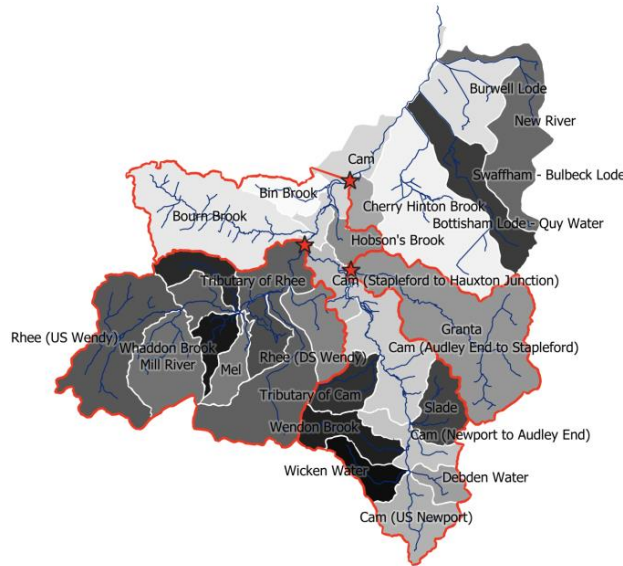 Burwell Lode
New River
Cam
Swaffham - Bulbeck Lode
Bin Brook
Cherry Hinton Brook
Bourn Brook
Bottisham Lode - Quy Water
Hobson's Brook
Tributary of Rhee
Cam (Stapleford to Hauxton Junction)
Granta
Rhee (US Wendy)
Whaddon Brook
Cam (Audley End to Stapleford)
Rhee (DS Wendy)
Mill River
Mel
Tributary of Cam
Slade
Wendon Brook
Cam (Newport to Audley End)
Wicken Water
Debden Water
Cam (US Newport)